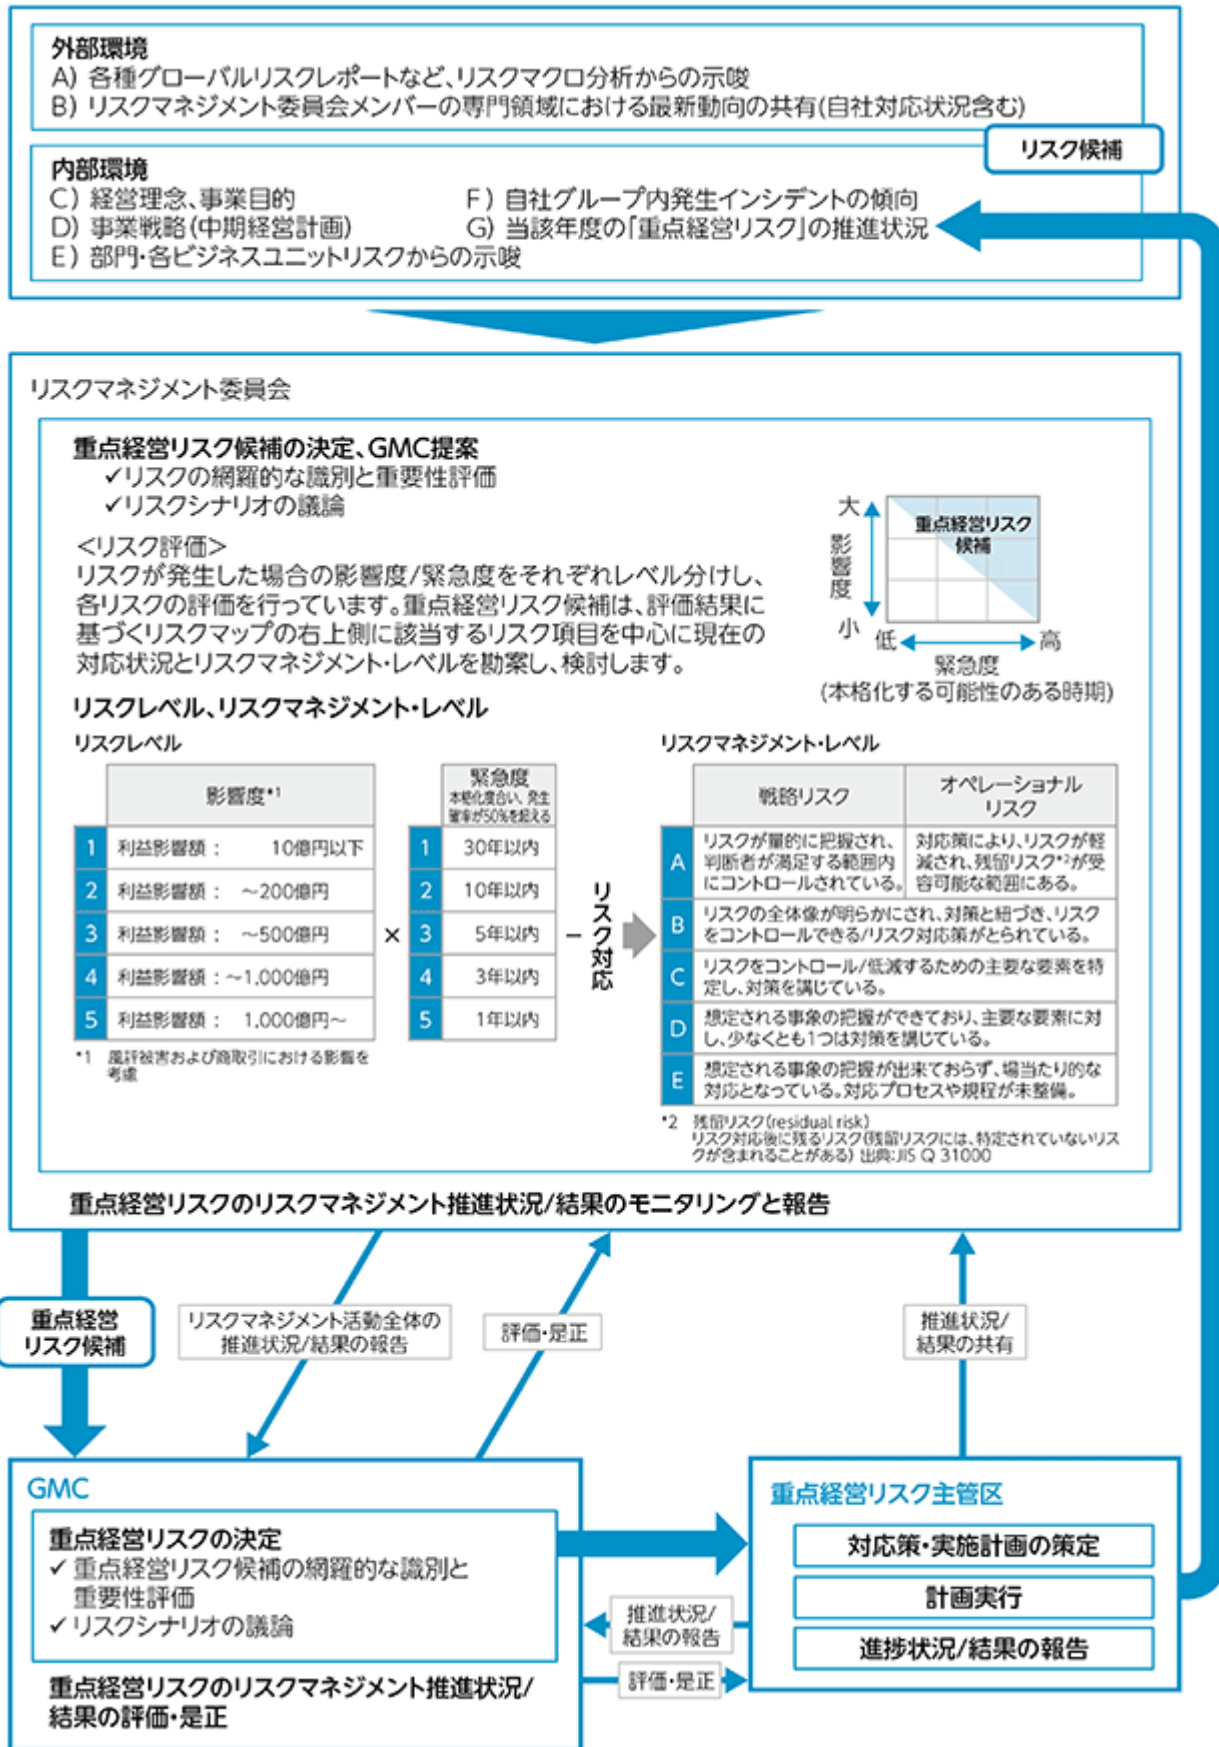 外部環境
A) 各種グローバルリスクレポートなど、リスクマクロ分析からの示唆
B) リスクマネジメント委員会メンバーの専門領域における最新動向の共有(自社対応状況含む)
リスク候補
内部環境
C) 経営理念、事業目的
F) 自社グループ内発生インシデントの傾向
D) 事業戦略(中期経営計画)
G) 当該年度の「重点経営リスク」の推進状況
E) 部門・各ビジネスユニットリスクからの示唆
リスクマネジメント委員会
重点経営リスク候補の決定、GMC提案
✓リスクの網羅的な識別と重要性評価
✓リスクシナリオの議論
<リスク評価>
リスクが発生した場合の影響度/緊急度をそれぞれレベル分けし、
各リスクの評価を行っています。重点経営リスク候補は、評価結果に
基づくリスクマップの右上側に該当するリスク項目を中心に現在の
対応状況とリスクマネジメント・レベルを勘案し、検討します。
大
影響度
小
重点経営リスク
候補
低
高
緊急度
(本格化する可能性のある時期)
リスクレベル、リスクマネジメント・レベル
リスクレベル
影響度*1
1 利益影響額： 10億円以下
2 利益影響額： ～200億円
3 利益影響額： ～500億円
4 利益影響額：～1,000億円
5 利益影響額： 1,000億円～
*1 風評被害および商取引における影響を
考慮
×
緊急度
本格化度合い、発生
確率が50%を超える
1 30年以内
2 10年以内
3 5年以内
4 3年以内
5 1年以内
−
リスク対応
リスクマネジメント・レベル
戦略リスク
オペレーショナル
リスク
A
リスクが量的に把握され、
判断者が満足する範囲内
にコントロールされている。
対応策により、リスクが軽
減され、残留リスク*2が受
容可能な範囲にある。
B
リスクの全体像が明らかにされ、対策と紐づき、リスク
をコントロールできる/リスク対応策がとられている。
C
リスクをコントロール/低減するための主要な要素を特
定し、対策を講じている。
D
想定される事象の把握ができており、主要な要素に対
し、少なくとも1つは対策を講じている。
E
想定される事象の把握が出来ておらず、場当たり的な
対応となっている。対応プロセスや規程が未整備。
*2 残留リスク(residual risk)
リスク対応後に残るリスク(残留リスクには、特定されていないリス
クが含まれることがある) 出典:JIS Q 31000
重点経営リスクのリスクマネジメント推進状況/結果のモニタリングと報告
重点経営
リスク候補
リスクマネジメント活動全体の
推進状況/結果の報告
評価・是正
推進状況/
結果の共有
GMC
重点経営リスクの決定
✓ 重点経営リスク候補の網羅的な識別と
重要性評価
✓ リスクシナリオの議論
重点経営リスクのリスクマネジメント推進状況/
結果の評価・是正
推進状況/
結果の報告
評価・是正
重点経営リスク主管区
対応策・実施計画の策定
計画実行
進捗状況/結果の報告